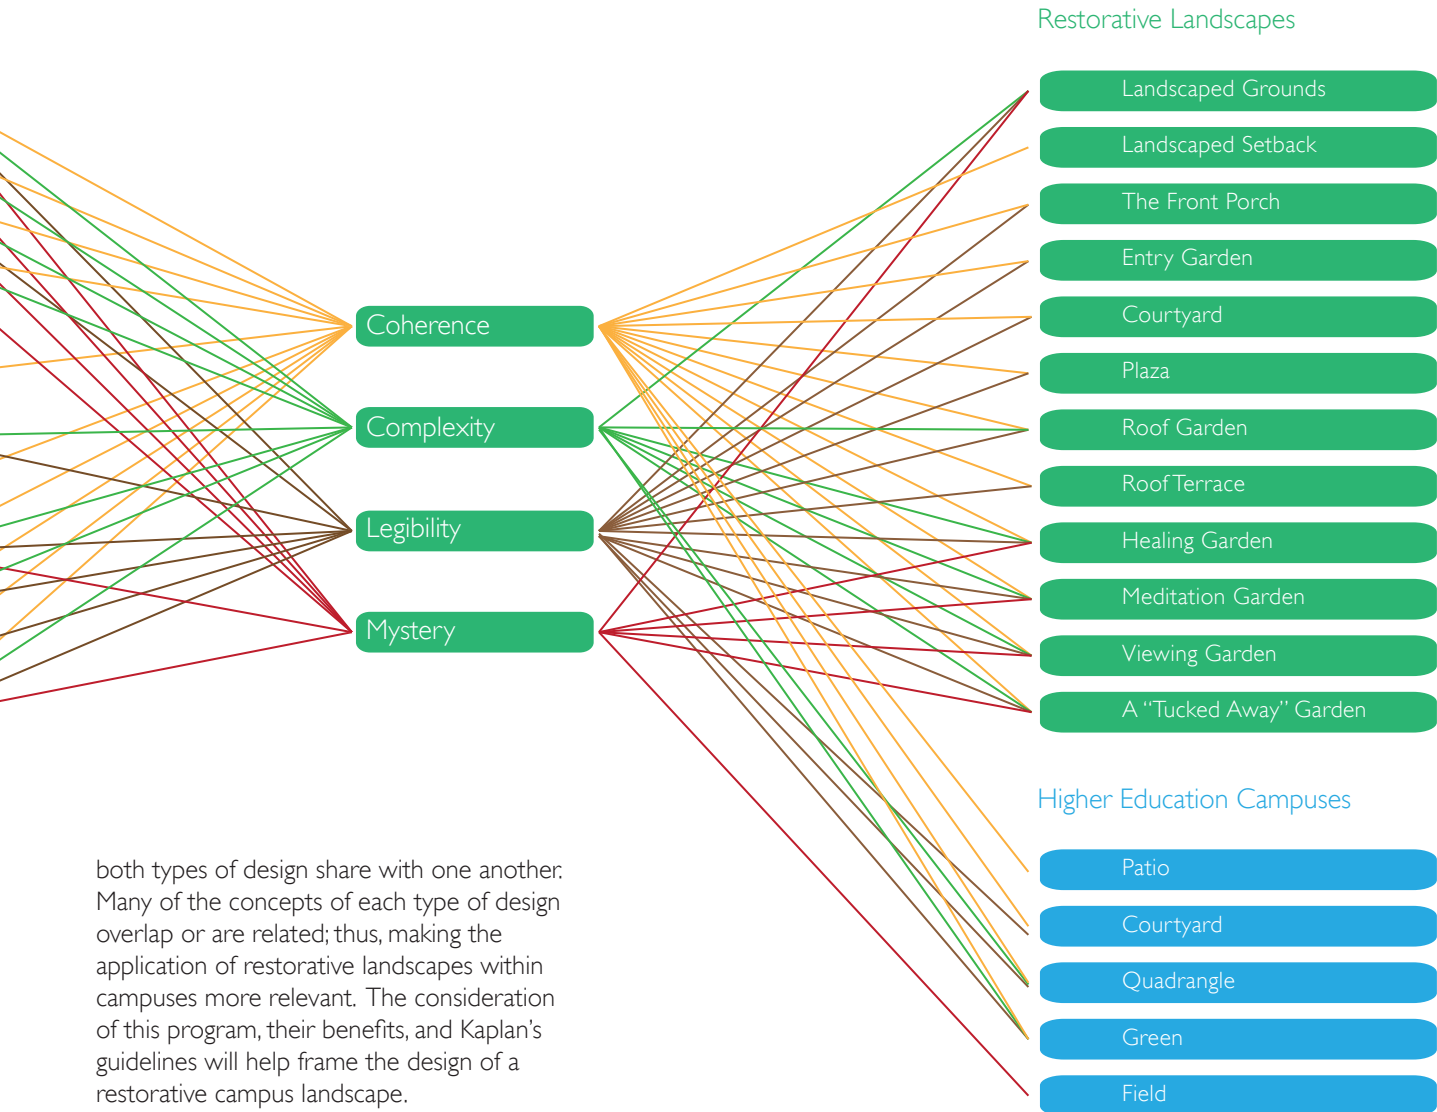 Restorative Landscapes
Landscaped Grounds
Landscaped Setback
The Front Porch
Entry Garden
Courtyard
Plaza
Roof Garden
Roof Terrace
Healing Garden
Meditation Garden
Viewing Garden
A “Tucked Away” Garden
Coherence
Complexity
Legibility
Mystery
Higher Education Campuses
Patio
Courtyard
Quadrangle
Green
Field
both types of design share with one another.
Many of the concepts of each type of design
overlap or are related; thus, making the
application of restorative landscapes within
campuses more relevant. The consideration
of this program, their benefits, and Kaplan’s
guidelines will help frame the design of a
restorative campus landscape.